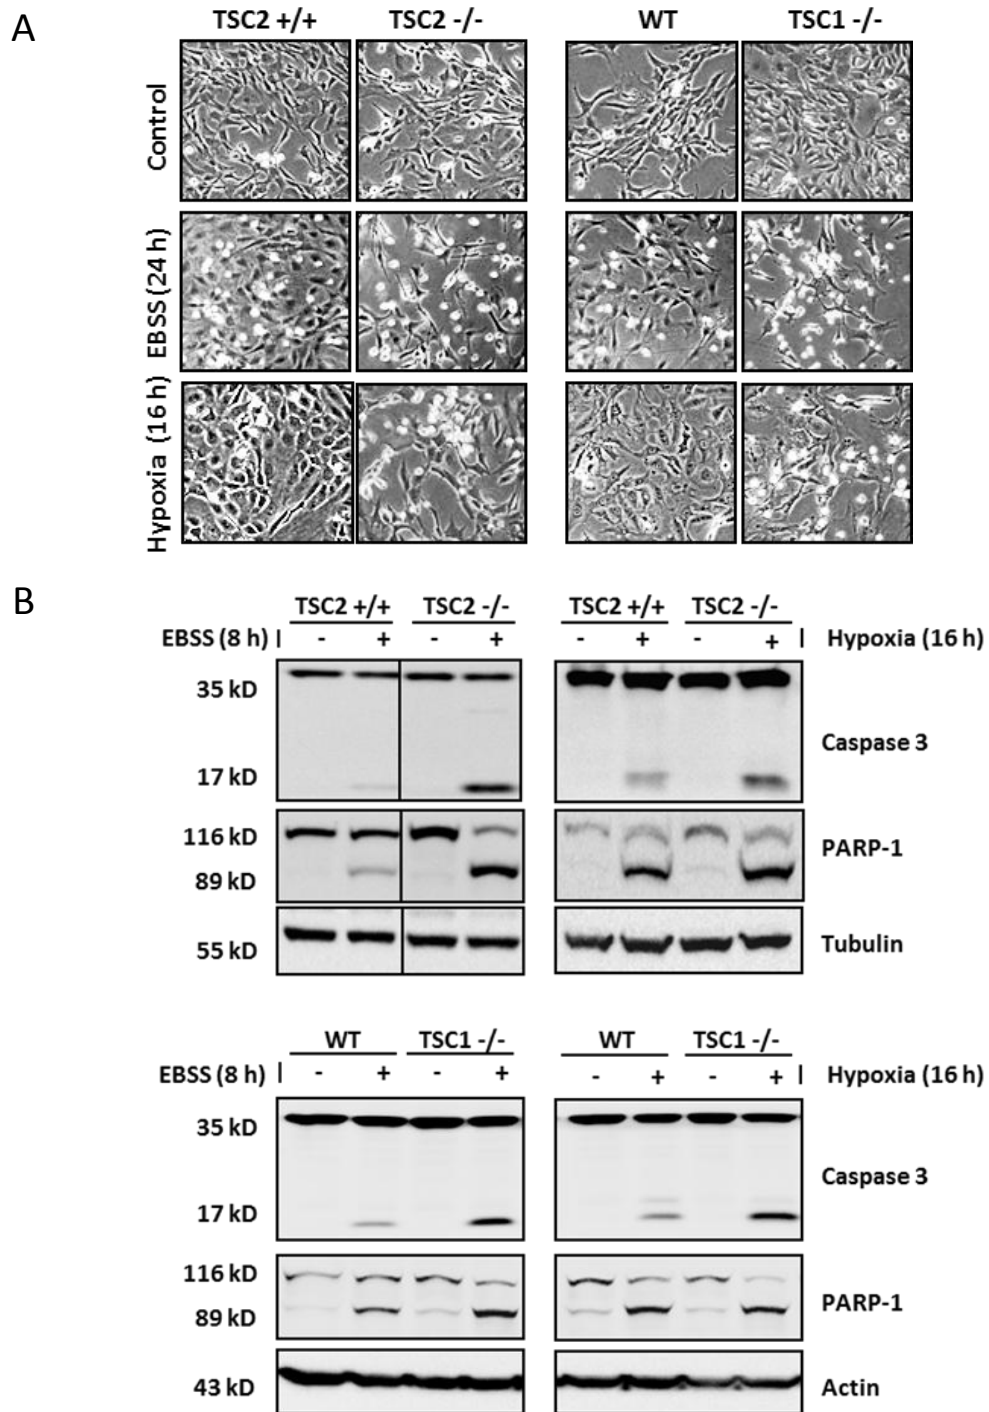 A
TSC2 +/+ TSC2 -/- WT TSC1 -/-
Control
EBSS (24 h)
Hypoxia (16 h)
B
TSC2 +/+ TSC2 -/- TSC2 +/+ TSC2 -/-
EBSS (8 h) - + - + - + - + Hypoxia (16 h)
35 kD
Caspase 3
17 kD
116 kD
PARP-1
89 kD
55 kD Tubulin
WT TSC1 -/- WT TSC1 -/-
EBSS (8 h) - + - + - + - + Hypoxia (16 h)
35 kD
Caspase 3
17 kD
116 kD
PARP-1
89 kD
43 kD Actin